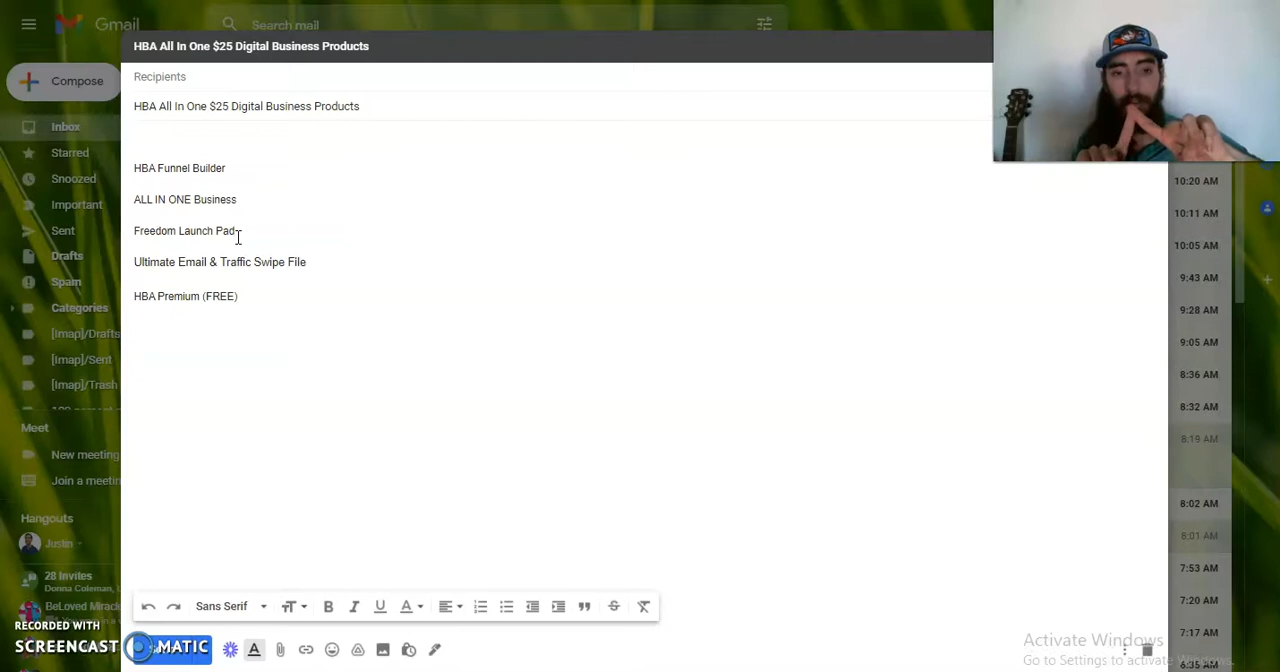 Gmail
Search mail
HBA All In One $25 Digital Business Products
Compose
Recipients
HBA All In One $25 Digital Business Products
Inbox
Starred
Snoozed
Important
Sent
Drafts
Spam
Categories
[Imap]/Drafts
[Imap]/Sent
[Imap]/Trash
Meet
New meeting
Join a meetin
Hangouts
Justin
28 Invites
Donna Coleman,
BeLoved Mirack
HBA Funnel Builder
ALL IN ONE Business
Freedom Launch Pad
Ultimate Email & Traffic Swipe File
HBA Premium (FREE)
10:20 AM
10:11 AM
10:05 AM
9:43 AM
9:28 AM
9:05 AM
8:36 AM
8:32 AM
8:19 AM
8:02 AM
8:01 AM
7:53 AM
7:20 AM
7:17 AM
6:35 AM
Sans Serif
RECORDED WITH
SCREENCAST MATIC
Activate Windows
Go to Settings to activate Windows.